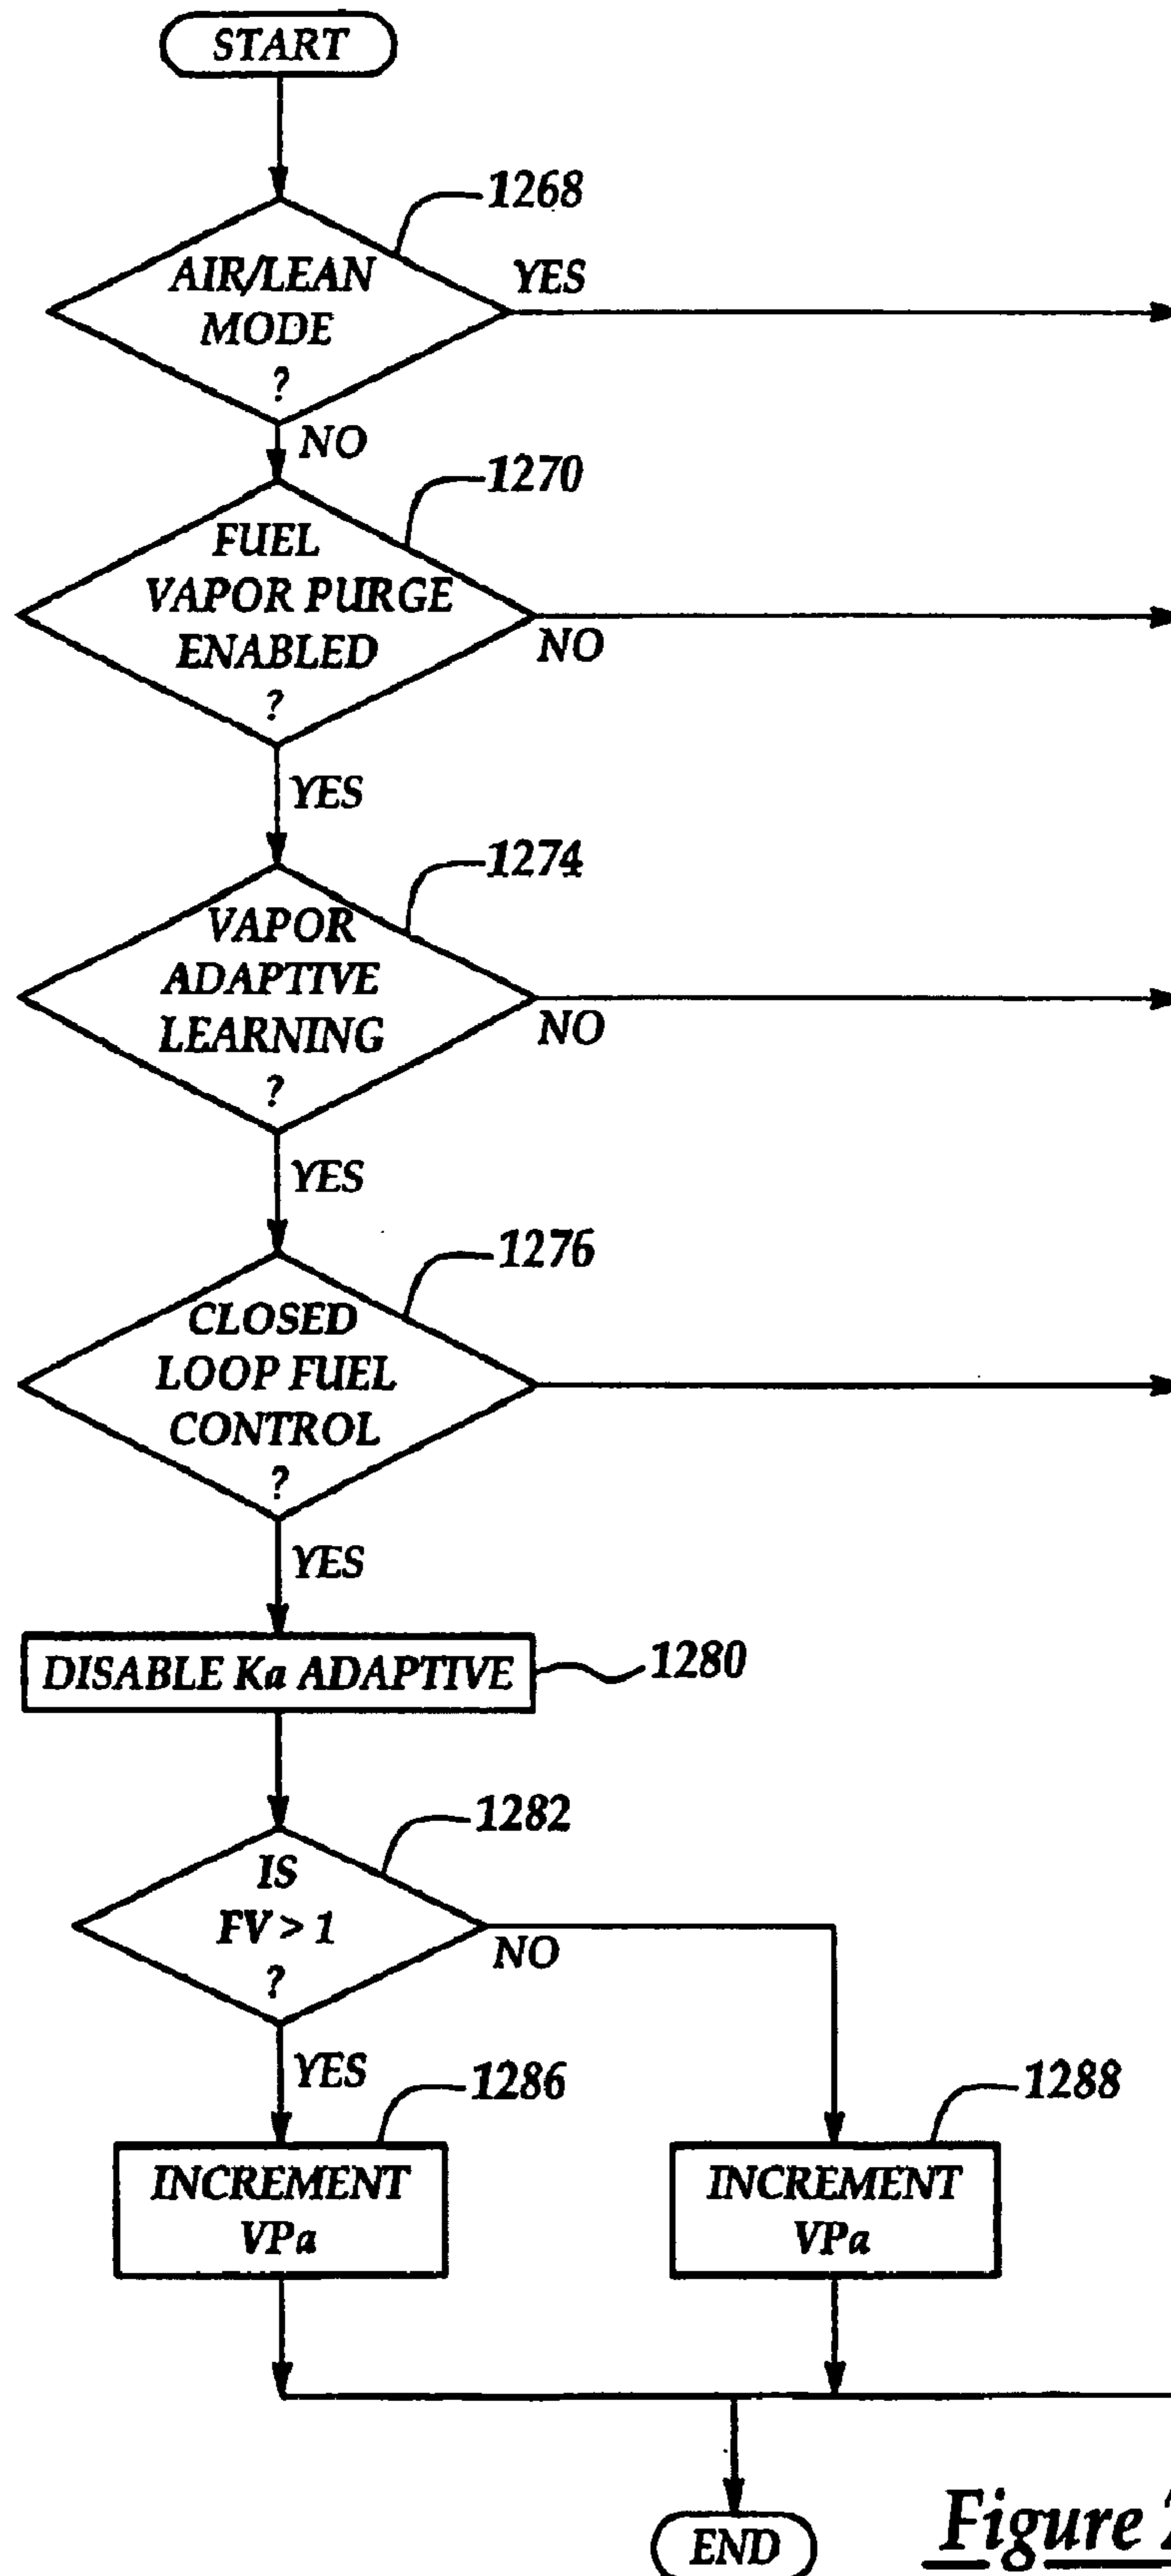 START
1268
AIR/LEAN
MODE
?
YES
NO
1270
FUEL
VAPOR PURGE
ENABLED
?
NO
YES
1274
VAPOR
ADAPTIVE
LEARNING
?
NO
YES
1276
CLOSED
LOOP FUEL
CONTROL
?
YES
DISABLE Ka ADAPTIVE
1280
1282
IS
FV > 1
?
NO
YES
1286
1288
INCREMENT
VPa
INCREMENT
VPa
END
Figure